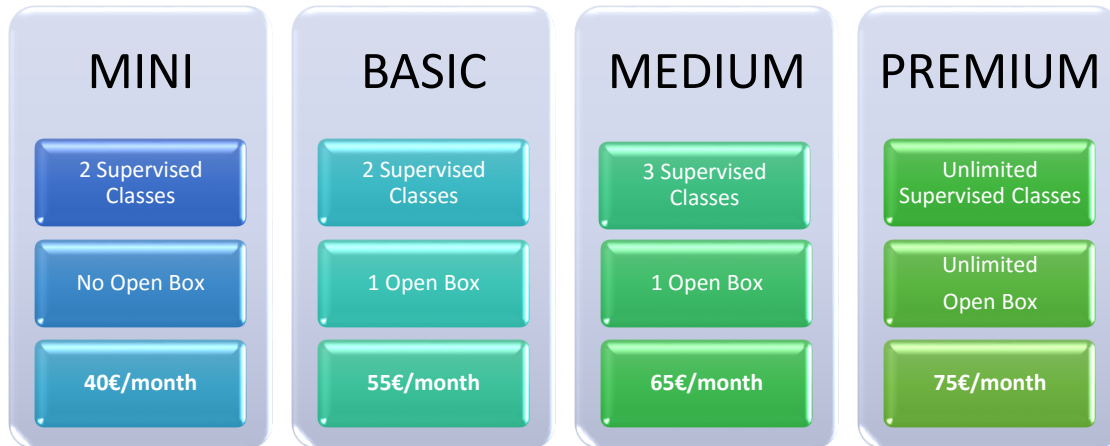 MINI
2 Supervised
Classes
No Open Box
40€/month
BASIC
2 Supervised
Classes
1 Open Box
55€/month
MEDIUM
3 Supervised
Classes
1 Open Box
65€/month
PREMIUM
Unlimited
Supervised Classes
Unlimited
Open Box
75€/month